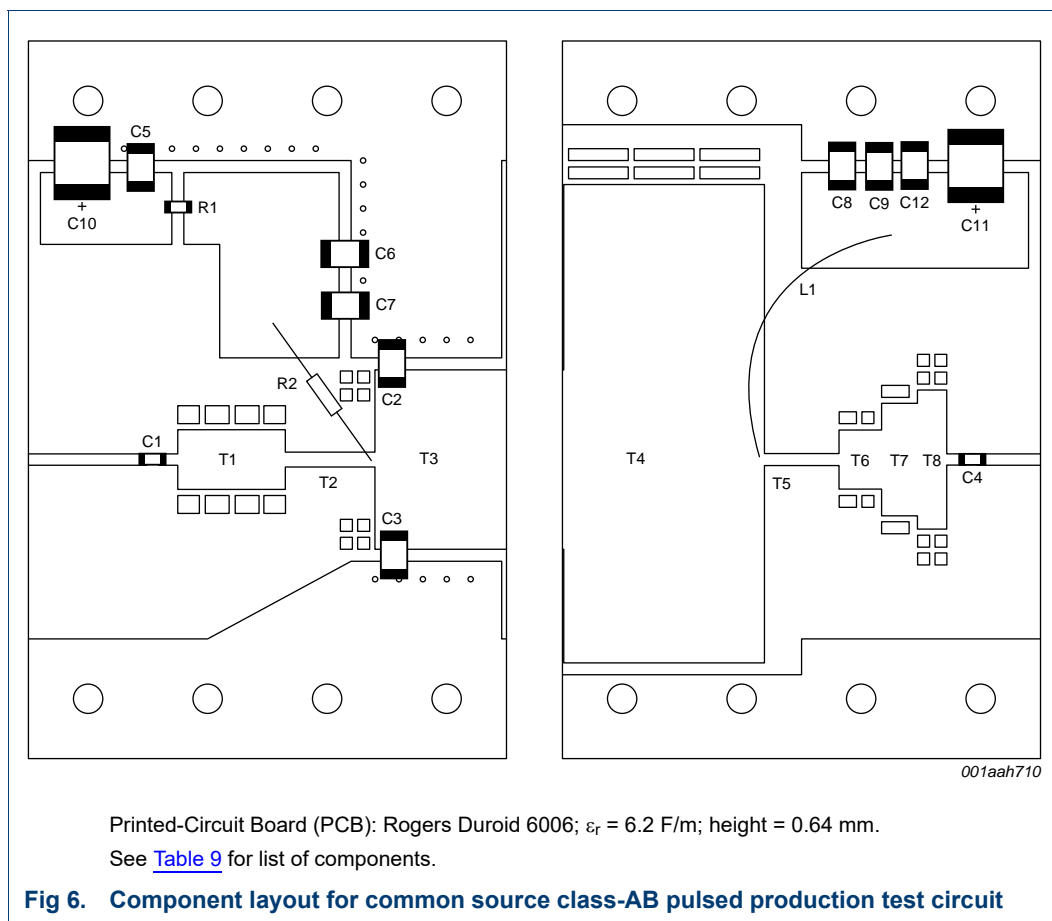 C5
+
C10
R1
C6
C7
R2
C2
C1
T1
T2
T3
C3
C8
C9
C12
+
C11
L1
T4
T5
T6
T7
T8
C4
001aah710
Printed-Circuit Board (PCB): Rogers Duroid 6006; εr = 6.2 F/m; height = 0.64 mm.
See Table 9 for list of components.
Fig 6. Component layout for common source class-AB pulsed production test circuit